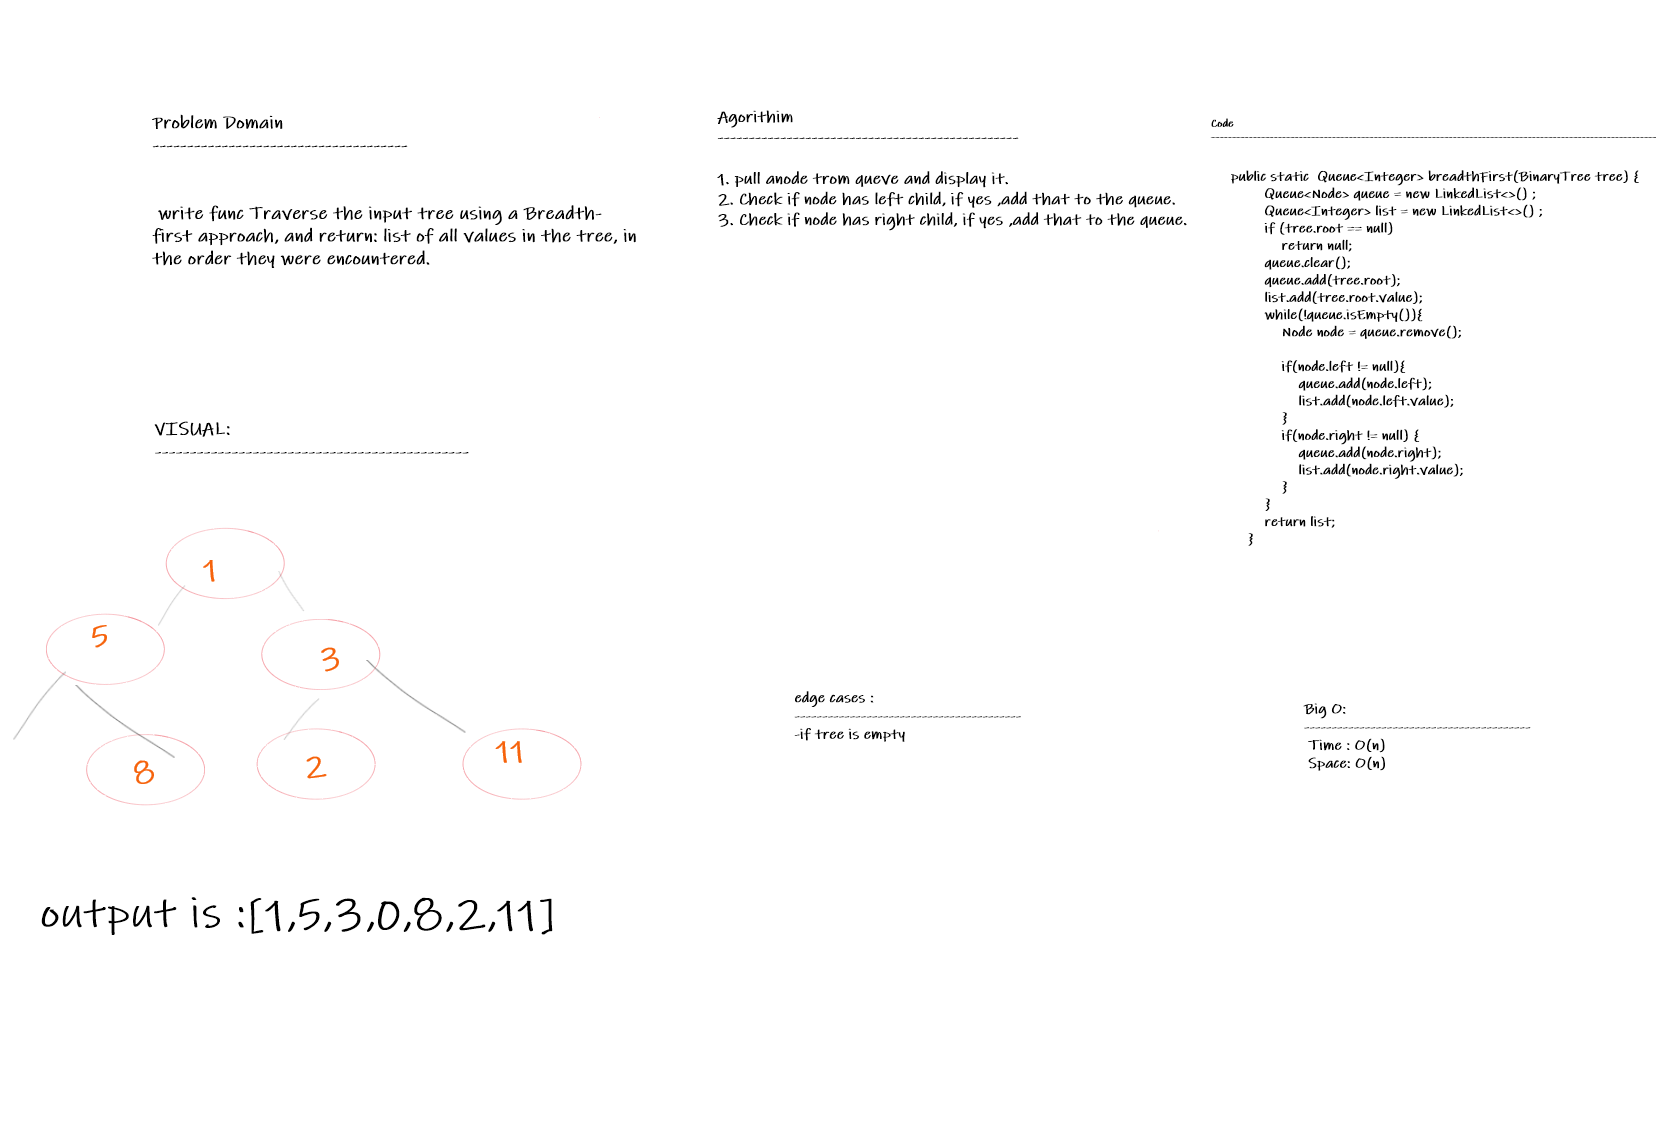 Problem Domain
------------------------------------
write func Traverse the input tree using a Breadth-
first approach, and return: list of all values in the tree, in
the order they were encountered.
VISUAL:
--------------------------------------------
1
5
3
8
2
11
output is :[1,5,3,0,8,2,11]
Agorithim
------------------------------------------------
1. pull anode trom queve and display it.
2. Check if node has left child, if yes ,add that to the queue.
3. Check if node has right child, if yes ,add that to the queue.
edge cases :
------------------------------------------
-if tree is empty
Code
------------------------------------------------------------------------------------------------
public static  Queue<Integer> breadthFirst(BinaryTree tree) {
Queue<Node> queue = new LinkedList<>() ;
Queue<Integer> list = new LinkedList<>() ;
if (tree.root == null)
return null;
queue.clear();
queue.add(tree.root);
list.add(tree.root.value);
while(!queue.isEmpty()){
Node node = queue.remove();
if(node.left != null){
queue.add(node.left);
list.add(node.left.value);
}
if(node.right != null) {
queue.add(node.right);
list.add(node.right.value);
}
}
return list;
}
Big O:
------------------------------------------
Time : O(n)
Space: O(n)